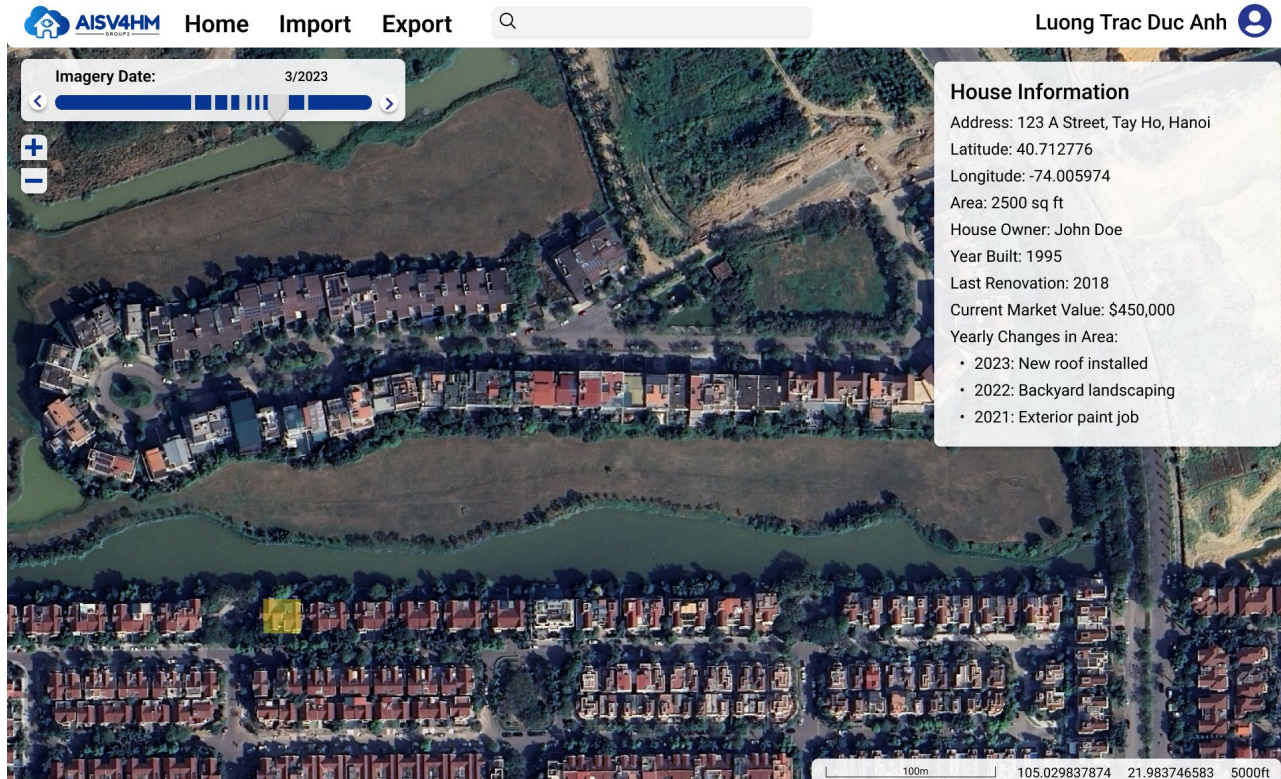 AISV4HM
GROUP2
Home Import Export
Luong Trac Duc Anh
Imagery Date: 3/2023
House Information
Address: 123 A Street, Tay Ho, Hanoi
Latitude: 40.712776
Longitude: -74.005974
Area: 2500 sq ft
House Owner: John Doe
Year Built: 1995
Last Renovation: 2018
Current Market Value: $450,000
Yearly Changes in Area:
• 2023: New roof installed
• 2022: Backyard landscaping
• 2021: Exterior paint job
100m 105.029837874 21.983746583 5000ft